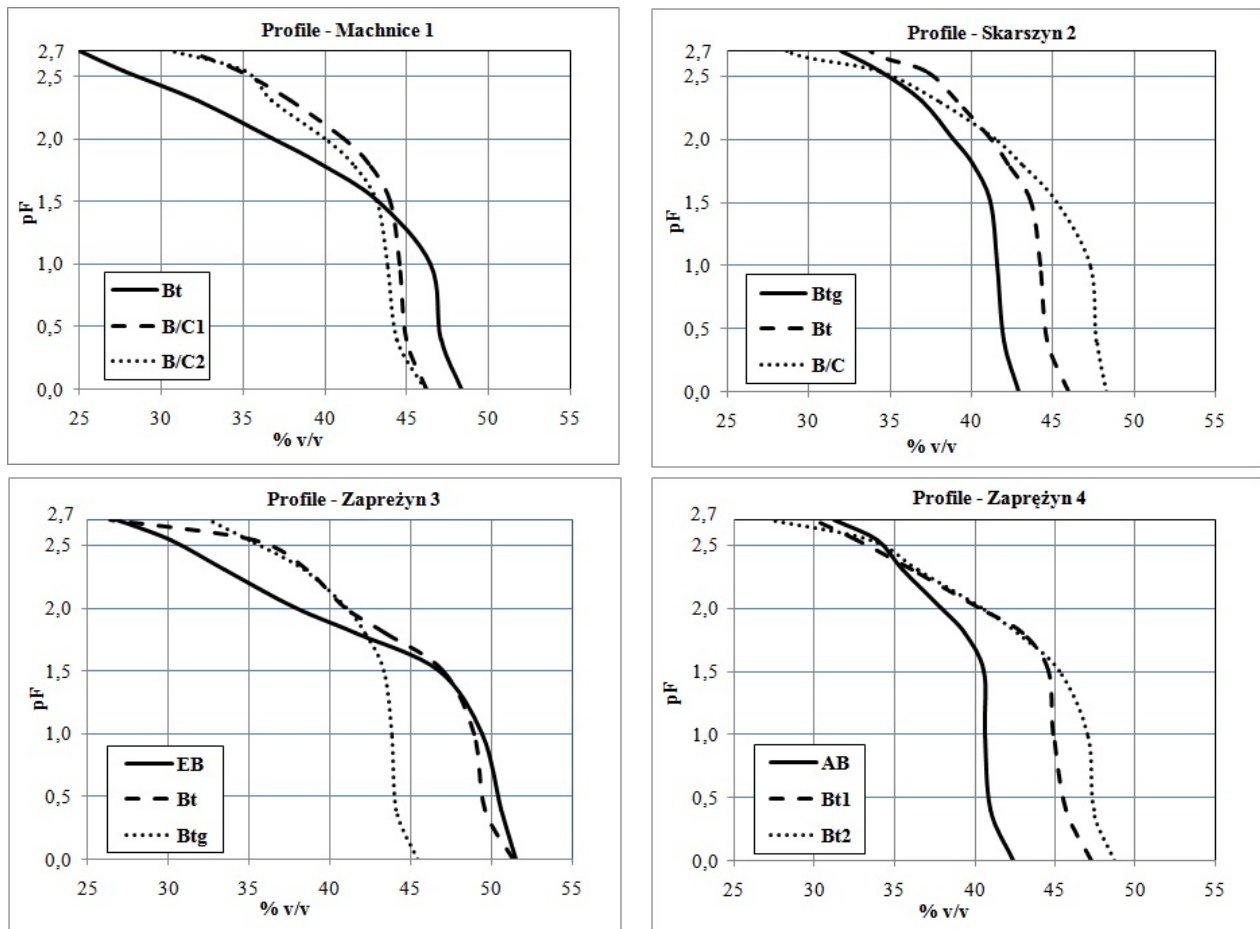 Profile - Machnice 1
2,7
2,5
2,0
1,5
1,0
0,5
0,0
pF
Bt
B/C1
B/C2
25 30 35 40 45 50 55
% v/v
Profile - Skarszyn 2
2,7
2,5
2,0
1,5
1,0
0,5
0,0
pF
Btg
Bt
B/C
25 30 35 40 45 50 55
% v/v
Profile - Zapreżyn 3
2,7
2,5
2,0
1,5
1,0
0,5
0,0
pF
EB
Bt
Btg
25 30 35 40 45 50 55
% v/v
Profile - Zaprężyn 4
2,7
2,5
2,0
1,5
1,0
0,5
0,0
pF
AB
Bt1
Bt2
25 30 35 40 45 50 55
% v/v